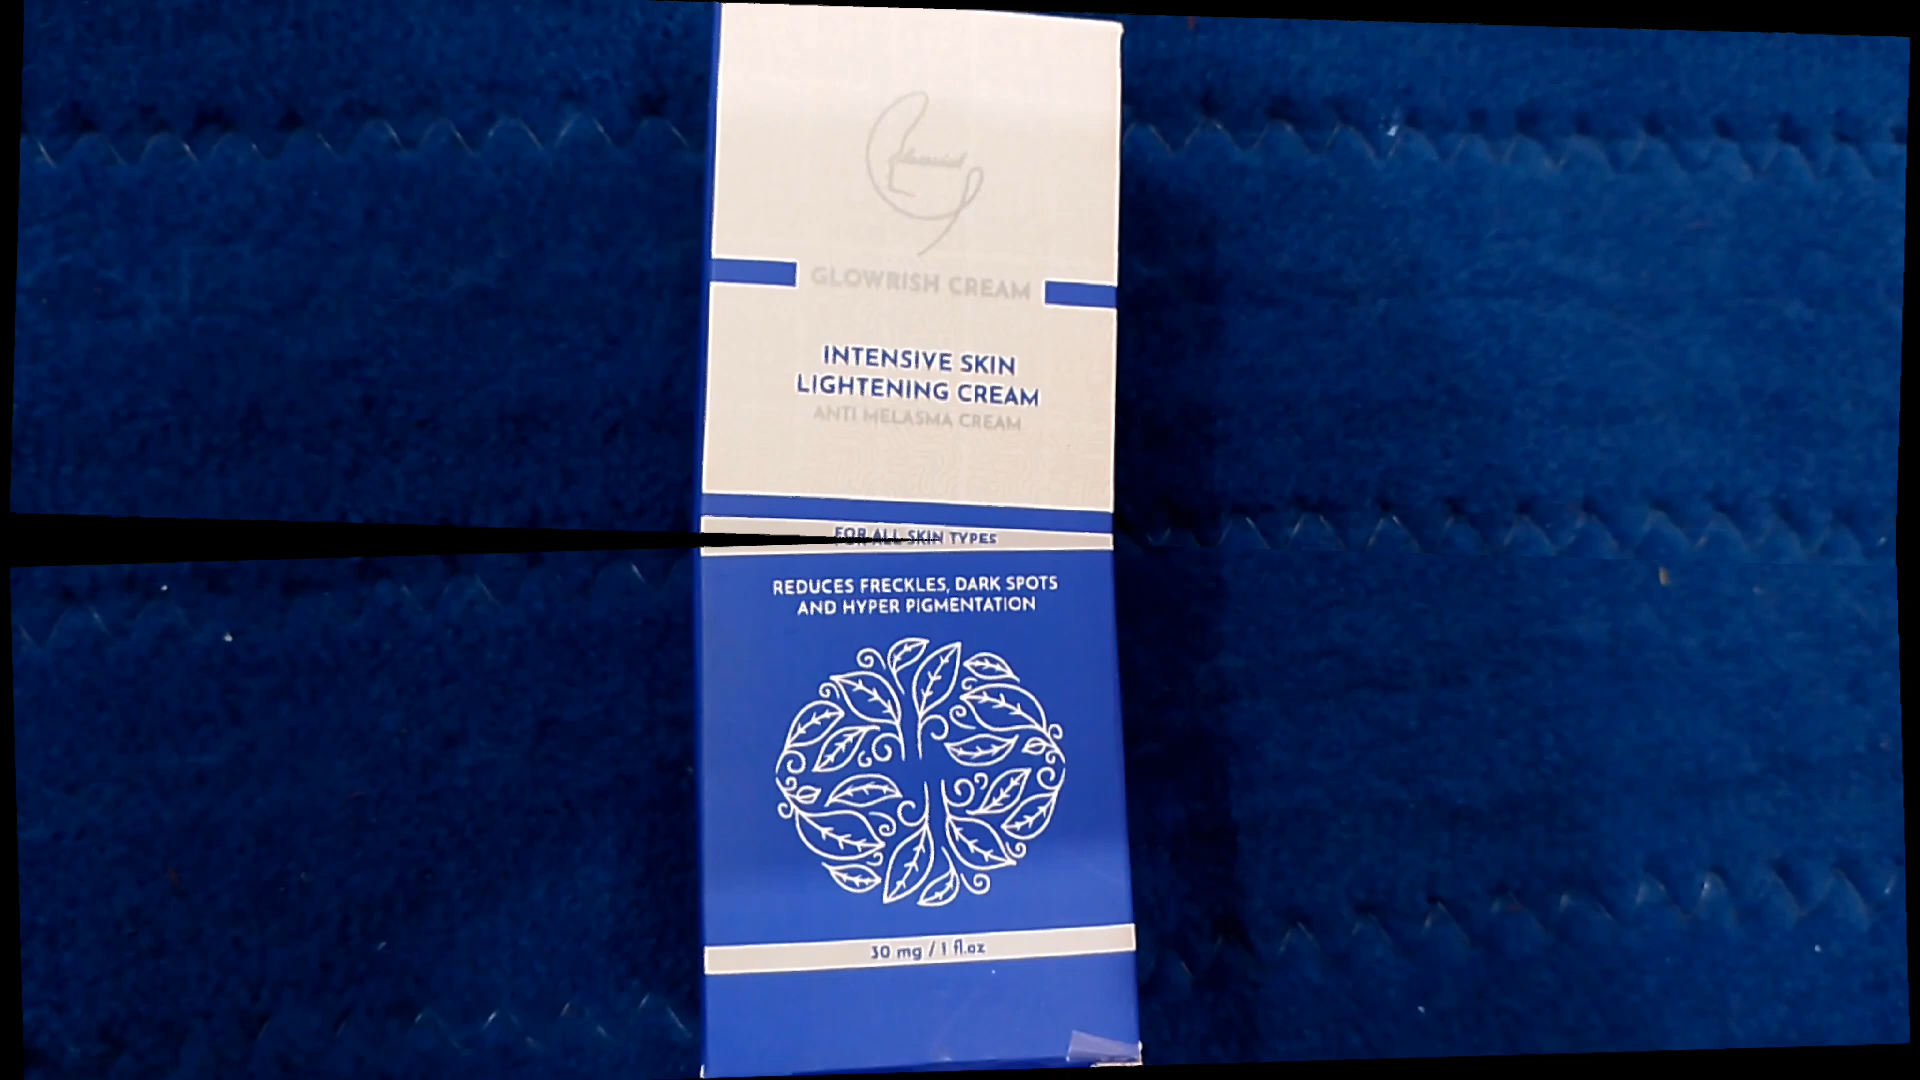 GLOWRISH CREAM
INTENSIVE SKIN
LIGHTENING CREAM
ANTI MELASMA CREAM
FOR ALL SKIN TYPES
REDUCES FRECKLES, DARK SPOTS
AND HYPER PIGMENTATION
30 mg / 1 fl.oz